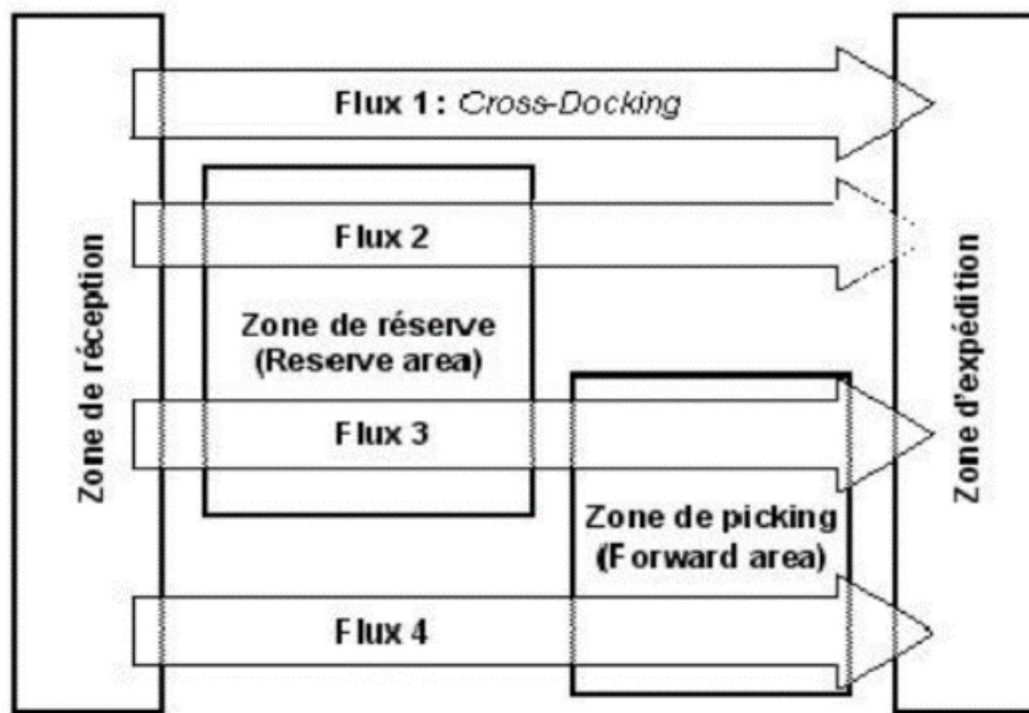 Flux 1 : Cross-Docking
Flux 2
Zone de réserve
(Reserve area)
Flux 3
Zone de picking
(Forward area)
Flux 4
Zone de réception
Zone d'expédition